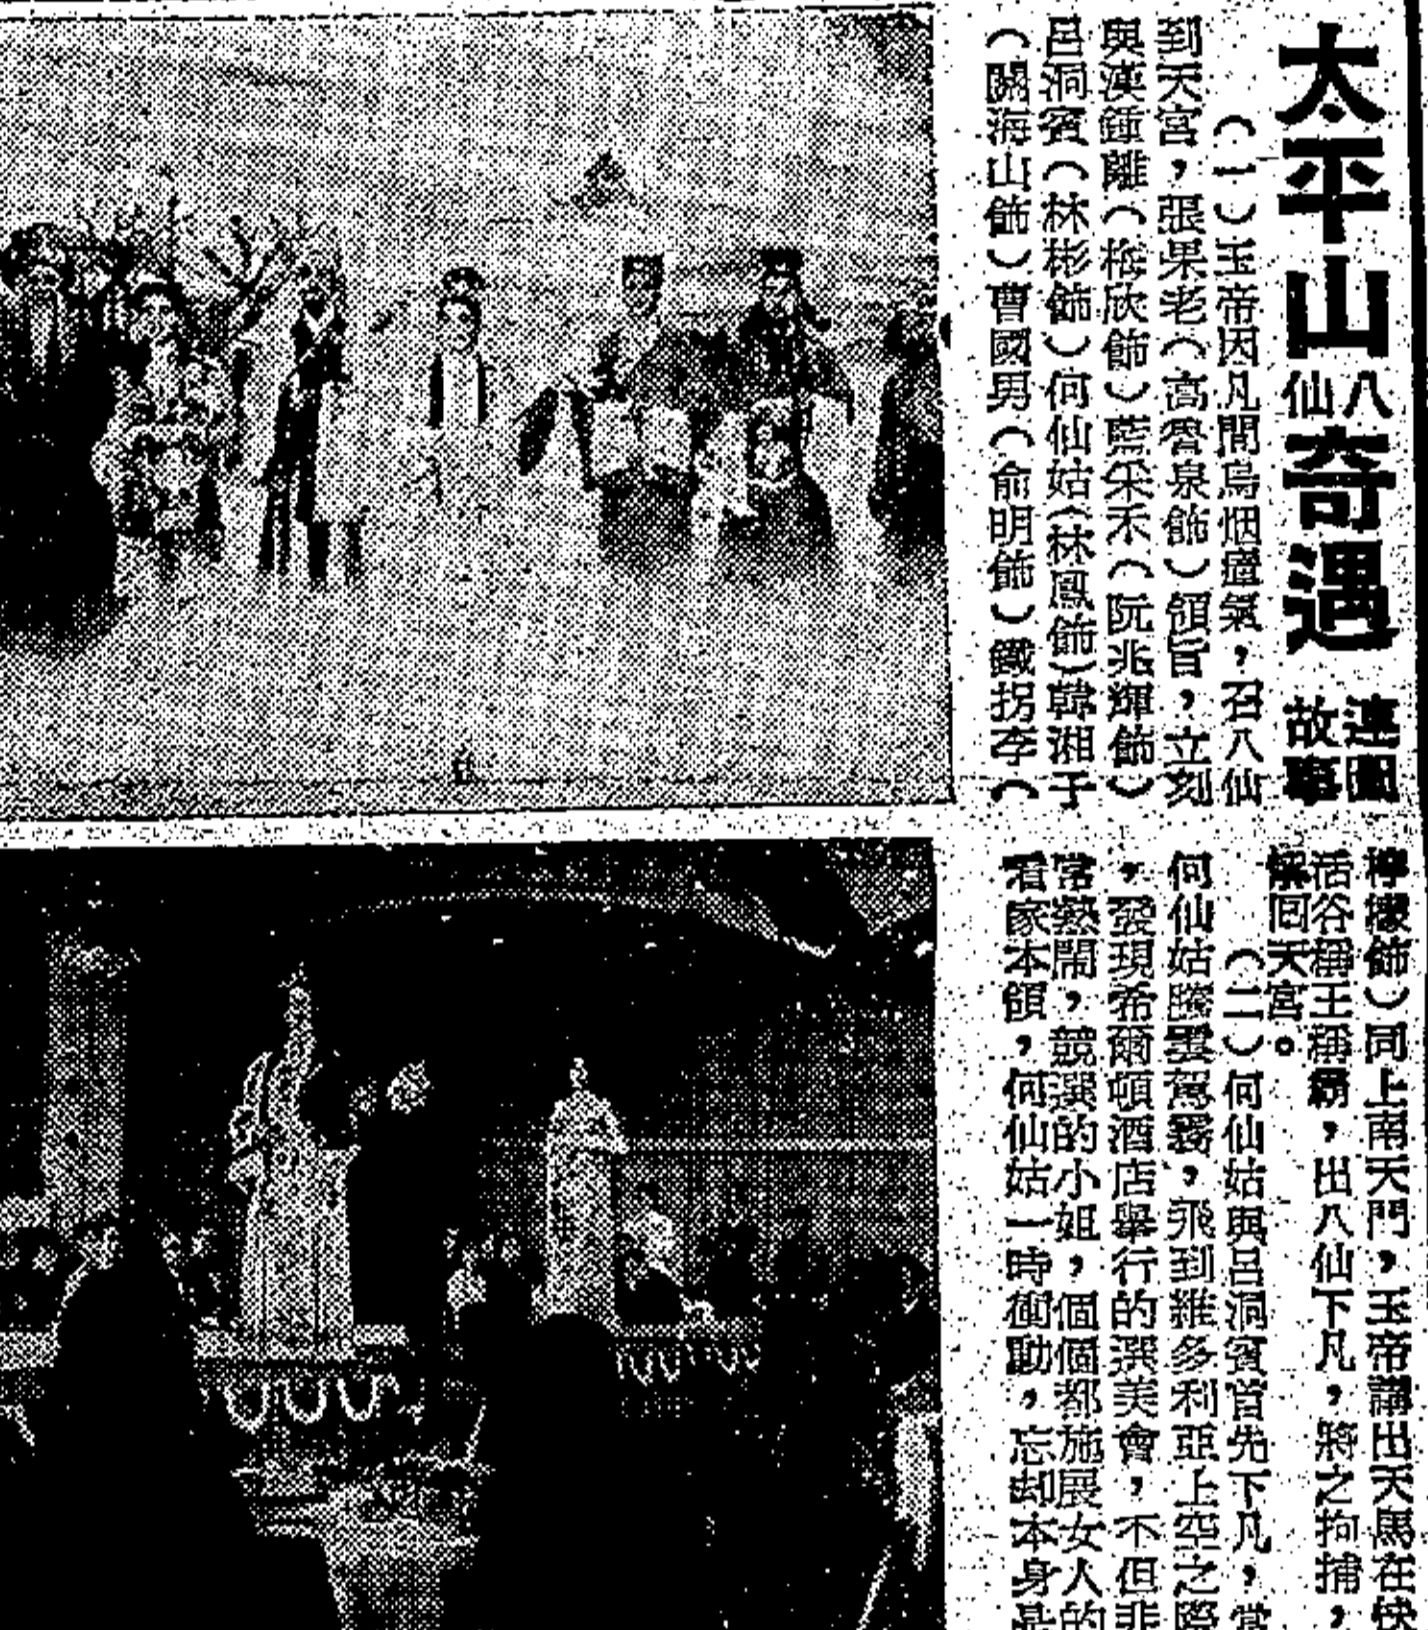 太平山八仙奇遇
連圖故事
(一)玉帝因凡間烏烟瘴氣,召八仙
到天宮,張果老(高魯泉飾)領旨,立刻
與漢鍾離(梅欣飾)藍采禾(阮兆輝飾)
呂洞賓(林彬飾)何仙姑(林鳳飾)韓湘子
(關海山飾)曹國男(俞明飾)鐵拐李(
檸檬飾)同上南天門,玉帝講出天馬在快
活谷稱王稱霸,出八仙下凡,將之拘捕,
解回天宮。
(二)何仙姑與呂洞賓首先下凡,當
何仙姑騰雲駕霧,飛到維多利亞上空之際
,發現希爾頓酒店舉行的選美會,不但非
常熱鬧,競選的小姐,個個都施展女人的
看家本領,何仙姑一時衝動,忘却本身是